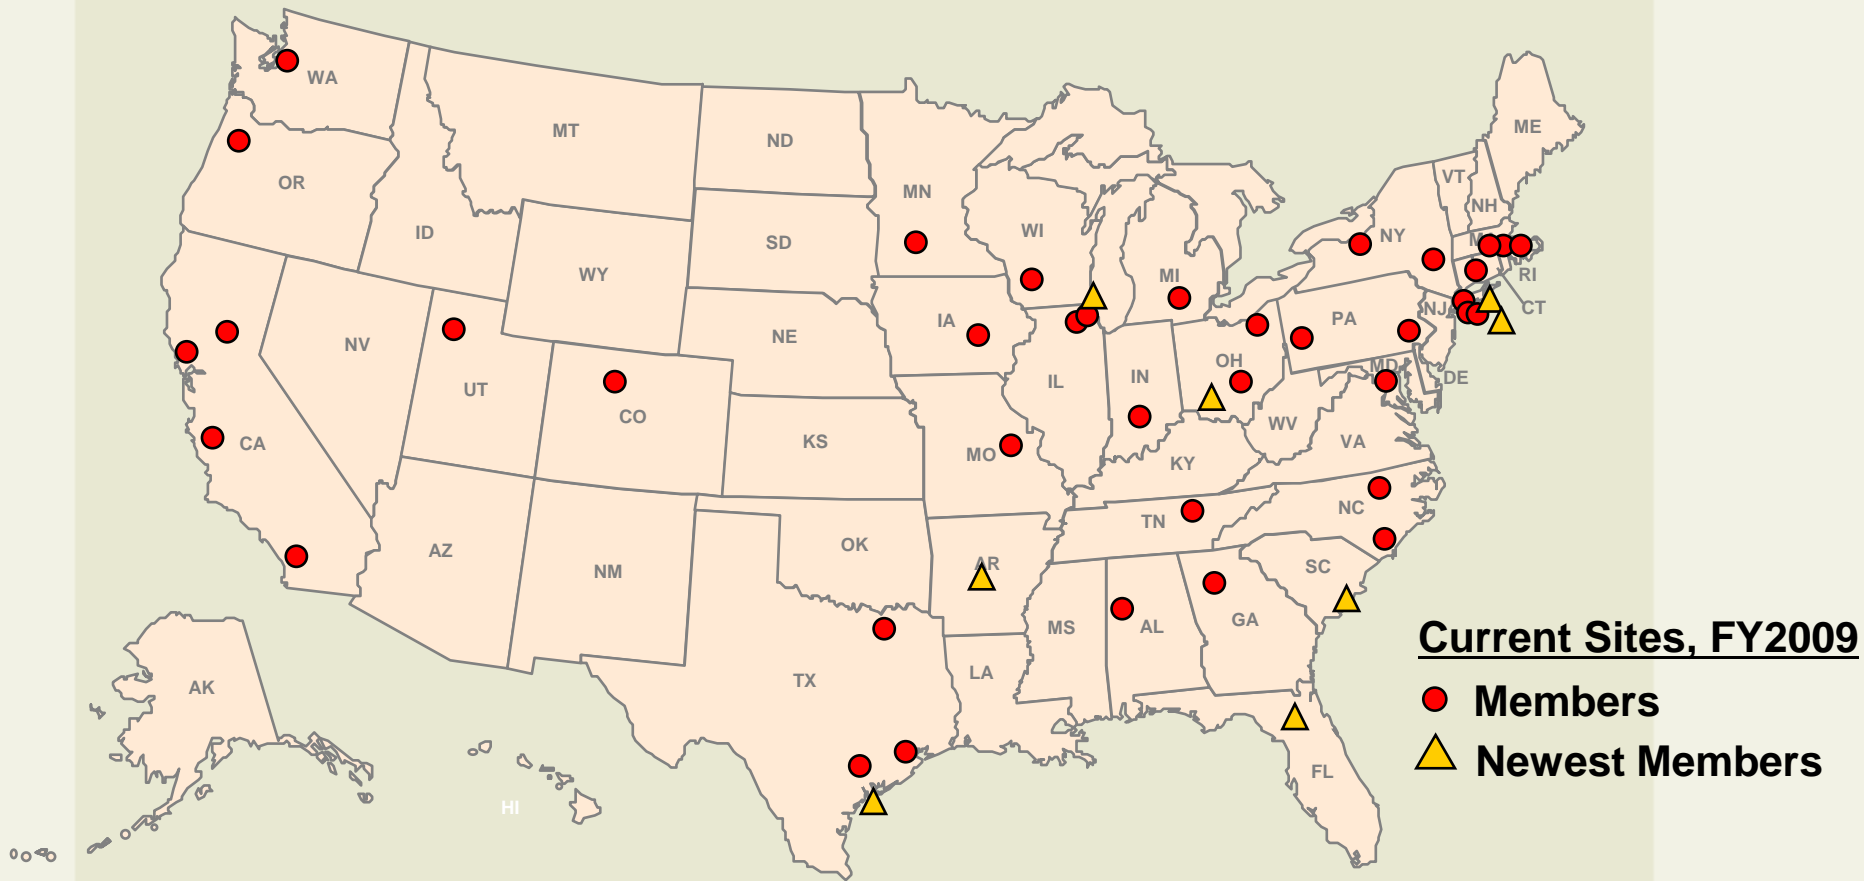 WA
MT
ND
ME
OR
MN
VT
NH
ID
SD
WI
NY
M
WY
MI
RI
IA
NJ
CT
NV
NE
PA
UT
OH
MD
DE
CO
IL
IN
CA
KS
MO
WV
VA
KY
AZ
OK
TN
NC
NM
AR
SC
MS
AL
GA
TX
LA
AK
FL
HI
Current Sites, FY2009
Members
Newest Members